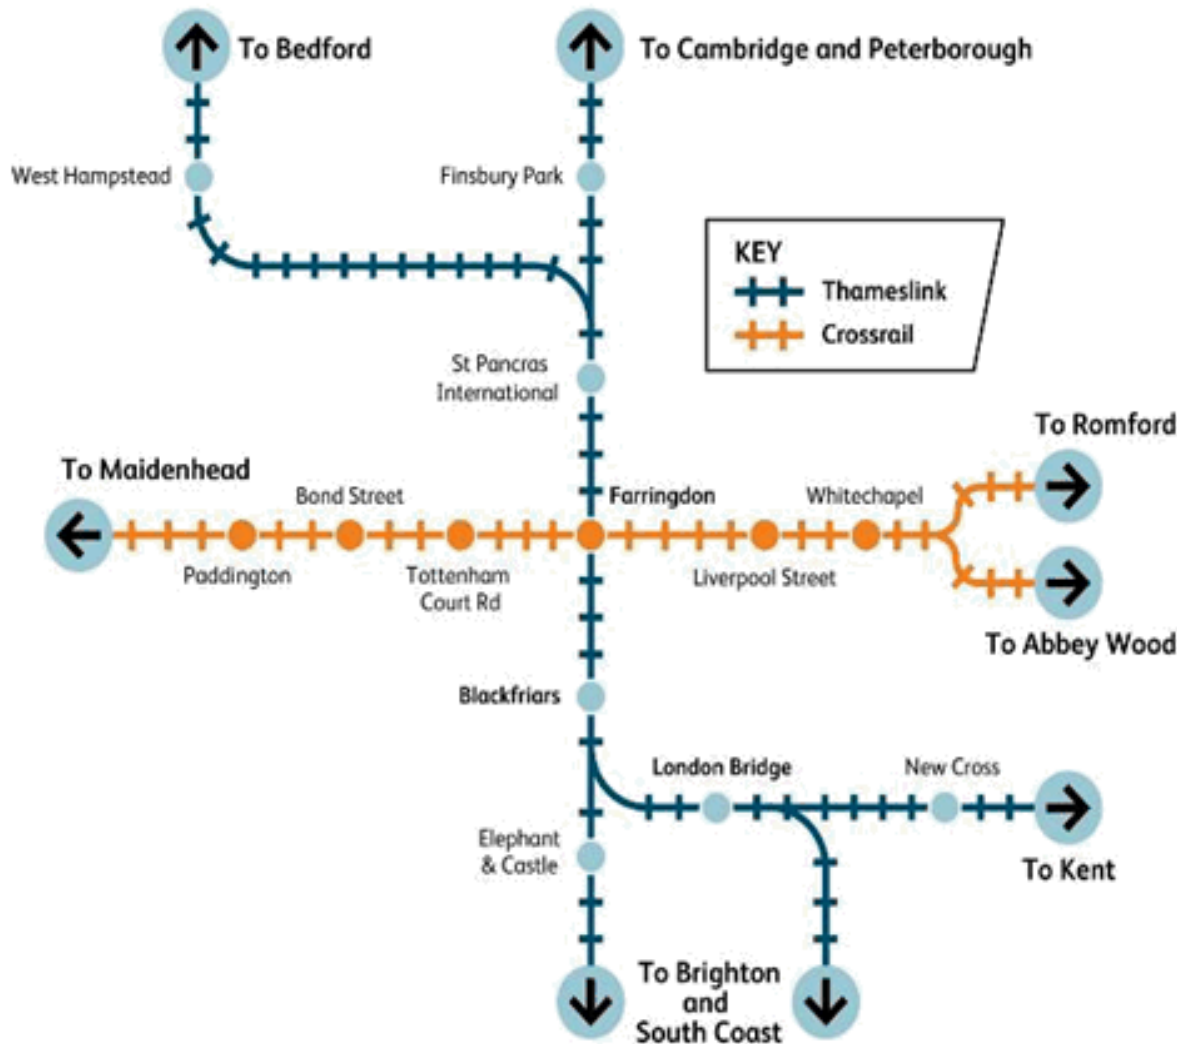 To Bedford
To Cambridge and Peterborough
West Hampstead
Finsbury Park
KEY
Thameslink
Crossrail
St Pancras
International
To Romford
To Maidenhead
Bond Street
Farringdon
Whitechapel
Paddington
Tottenham
Court Rd
Liverpool Street
To Abbey Wood
Blackfriars
London Bridge
New Cross
Elephant
& Castle
To Kent
To Brighton
and
South Coast